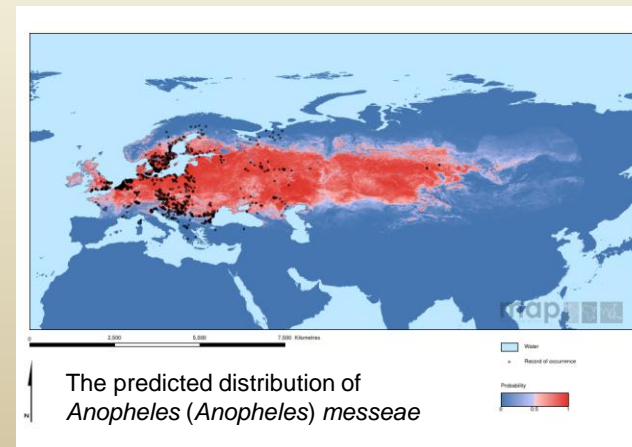 map
0 2,500 5,000 7,500 Kilometres
Water
Record of occurrence
Probability
0 0.5 1
N
The predicted distribution of
Anopheles (Anopheles) messeae